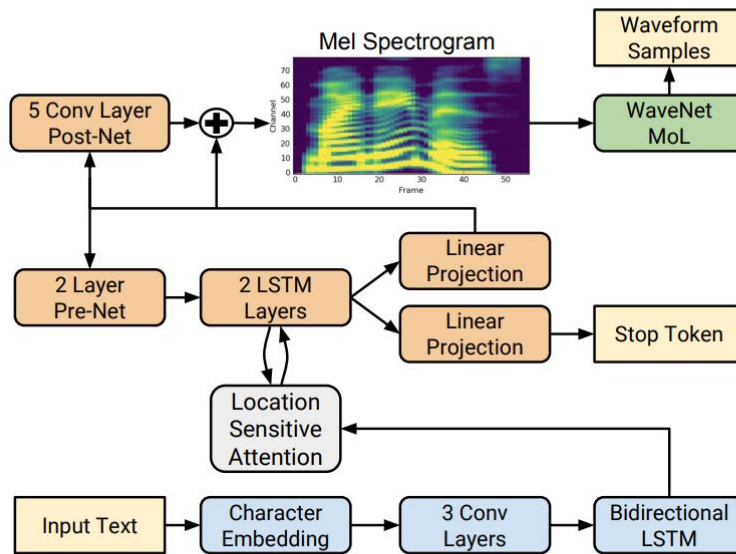 Mel Spectrogram
Waveform
Samples
5 Conv Layer
Post-Net
70
60
50
40
30
20
10
0
Channel
0
10
20
30
40
50
Frame
WaveNet
MoL
2 Layer
Pre-Net
2 LSTM
Layers
Linear
Projection
Linear
Projection
Stop Token
Location
Sensitive
Attention
Input Text
Character
Embedding
3 Conv
Layers
Bidirectional
LSTM